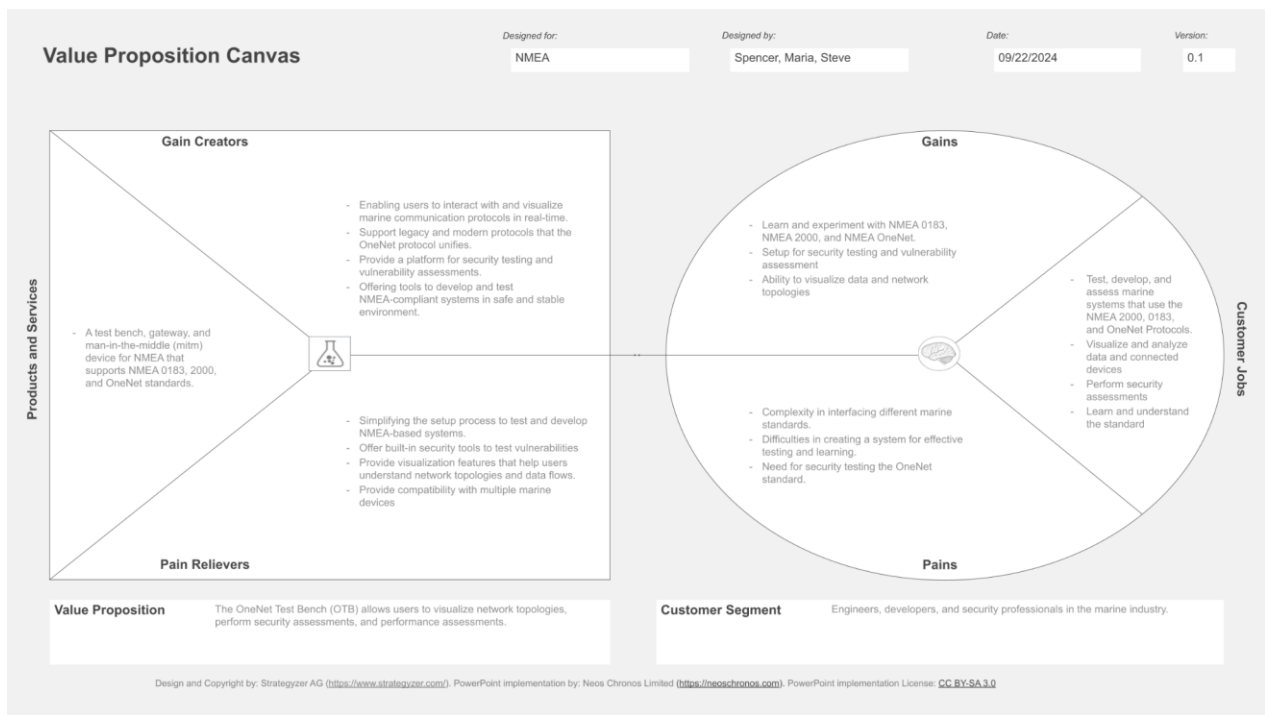 Value Proposition Canvas
Designed for:
NMEA
Designed by:
Spencer, Maria, Steve
Date:
09/22/2024
Version:
0.1
Products and Services
Gain Creators
- Enabling users to interact with and visualize
marine communication protocols in real-time.
- Support legacy and modern protocols that the
OneNet protocol unifies.
- Provide a platform for security testing and
vulnerability assessments.
- Offering tools to develop and test
NMEA-compliant systems in safe and stable
environment.
- A test bench, gateway, and
man-in-the-middle (mitm)
device for NMEA that
supports NMEA 0183, 2000,
and OneNet standards.
- Simplifying the setup process to test and develop
NMEA-based systems.
- Offer built-in security tools to test vulnerabilities
- Provide visualization features that help users
understand network topologies and data flows.
- Provide compatibility with multiple marine
devices
Pain Relievers
Gains
- Learn and experiment with NMEA 0183,
NMEA 2000, and NMEA OneNet.
- Setup for security testing and vulnerability
assessment
- Ability to visualize data and network
topologies
- Test, develop, and
assess marine
systems that use the
NMEA 2000, 0183,
and OneNet Protocols.
- Visualize and analyze
data and connected
devices
- Perform security
assessments
- Learn and understand
the standard
Customer Jobs
- Complexity in interfacing different marine
standards.
- Difficulties in creating a system for effective
testing and learning.
- Need for security testing the OneNet
standard.
Pains
Value Proposition
The OneNet Test Bench (OTB) allows users to visualize network topologies,
perform security assessments, and performance assessments.
Customer Segment
Engineers, developers, and security professionals in the marine industry.
Design and Copyright by: Strategyzer AG (https://www.strategyzer.com/). PowerPoint implementation by: Neos Chronos Limited (https://neoschronos.com). PowerPoint implementation License: CC BY-SA 3.0